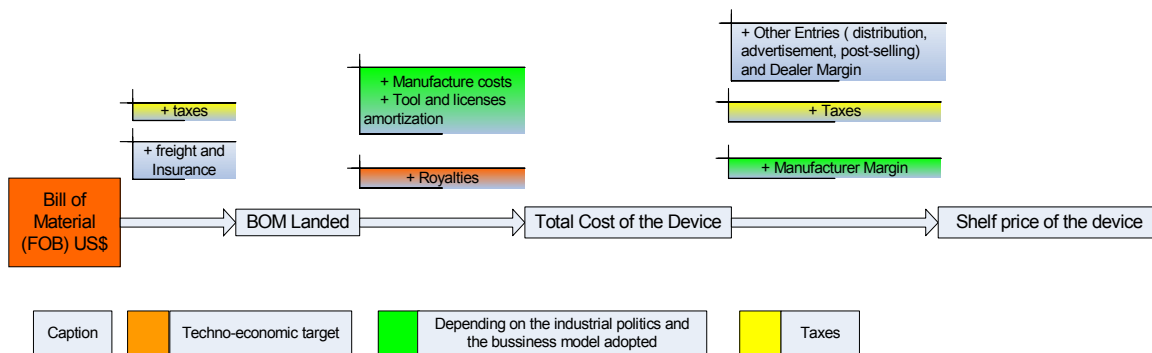 + Other Entries ( distribution,
advertisement, post-selling)
and Dealer Margin
+ Manufacture costs
+ Tool and licenses
amortization
+ taxes
+ Taxes
+ freight and
Insurance
+ Royalties
+ Manufacturer Margin
Bill of
Material
(FOB) US$
BOM Landed
Total Cost of the Device
Shelf price of the device
Caption
Techno-economic target
Depending on the industrial politics and
the bussiness model adopted
Taxes